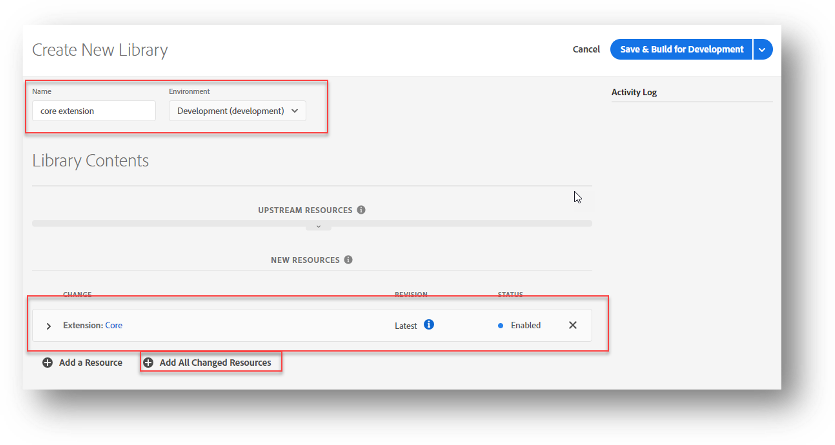 Create New Library
Cancel
Save & Build for Development
Name
Environment
Activity Log
core extension
Development (development)
Library Contents
UPSTREAM RESOURCES
NEW RESOURCES
CHANGE
REVISION
STATUS
Extension: Core
Latest
Enabled
Add a Resource
Add All Changed Resources